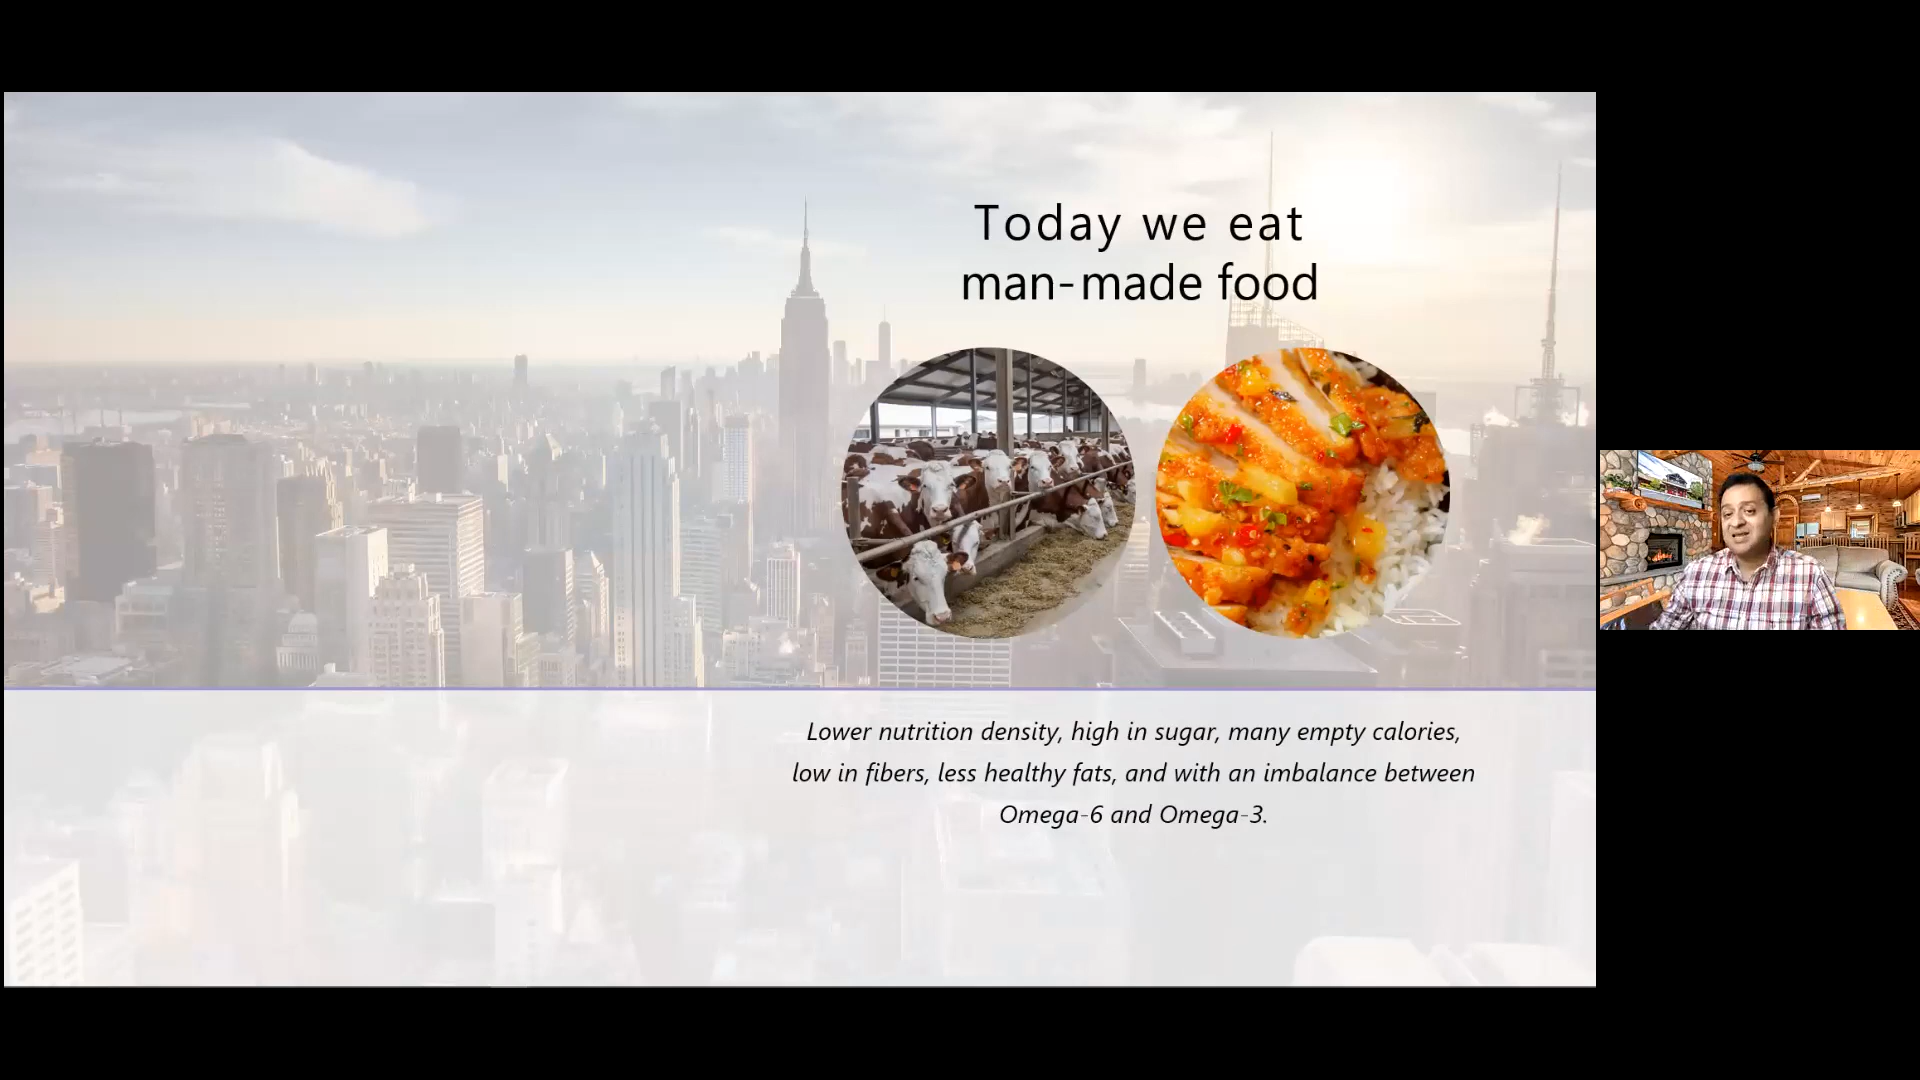 Today we eat
man-made food
Lower nutrition density, high in sugar, many empty calories,
low in fibers, less healthy fats, and with an imbalance between
Omega-6 and Omega-3.